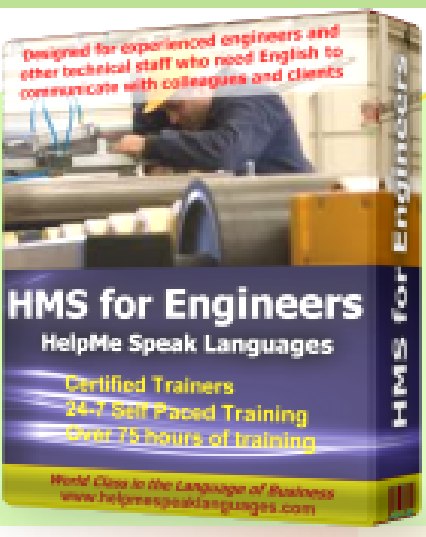 Designed for experienced engineers and
other technical staff who need English to
communicate with colleagues and clients
HMS for Engineers
HelpMe Speak Languages
Certified Trainers
24-7 Self Paced Training
Over 75 hours of training
World Class in the Language of Business
www.helpmespeaklanguages.com
HMS for Engineers